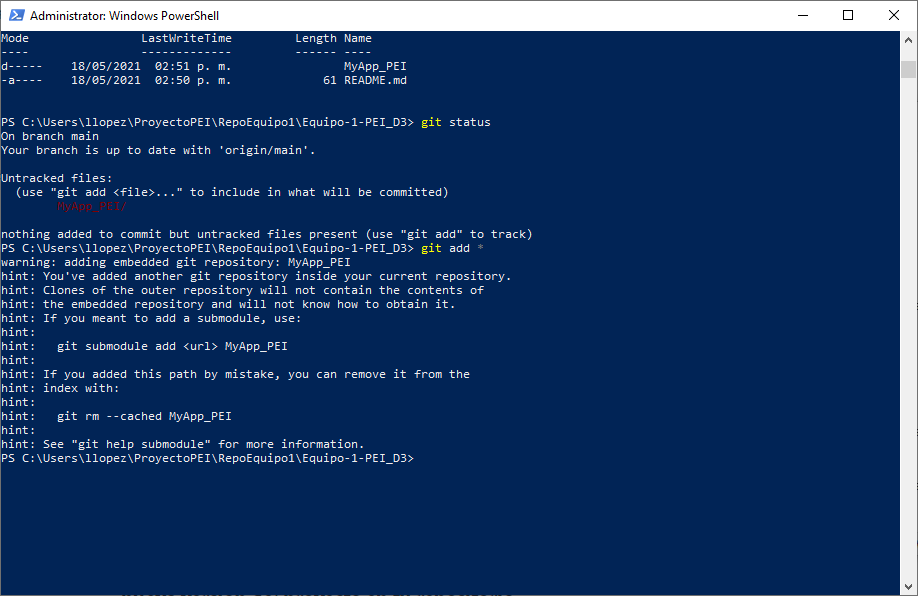 Administrator: Windows PowerShell
Mode                LastWriteTime         Length Name
----                -------------         ------ ----
d-----    18/05/2021  02:51 p. m.                MyApp_PEI
-a----    18/05/2021  02:50 p. m.             61 README.md
PS C:\Users\llopez\ProyectoPEI\RepoEquipo1\Equipo-1-PEI_D3> git status
On branch main
Your branch is up to date with 'origin/main'.
Untracked files:
  (use "git add <file>..." to include in what will be committed)
        MyApp_PEI/
nothing added to commit but untracked files present (use "git add" to track)
PS C:\Users\llopez\ProyectoPEI\RepoEquipo1\Equipo-1-PEI_D3> git add *
warning: adding embedded git repository: MyApp_PEI
hint: You've added another git repository inside your current repository.
hint: Clones of the outer repository will not contain the contents of
hint: the embedded repository and will not know how to obtain it.
hint: If you meant to add a submodule, use:
hint:
hint:   git submodule add <url> MyApp_PEI
hint:
hint: If you added this path by mistake, you can remove it from the
hint: index with:
hint:
hint:   git rm --cached MyApp_PEI
hint:
hint: See "git help submodule" for more information.
PS C:\Users\llopez\ProyectoPEI\RepoEquipo1\Equipo-1-PEI_D3>